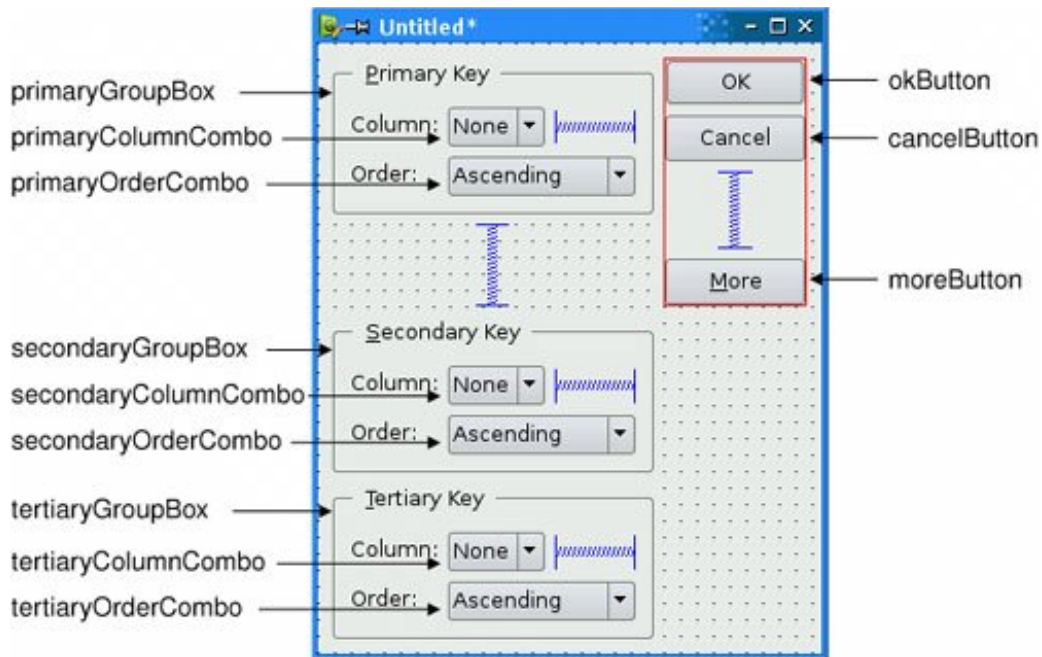 Untitled*
primaryGroupBox
primaryColumnCombo
primaryOrderCombo
Primary Key
Column: None
Order: Ascending
OK
Cancel
More
okButton
cancelButton
moreButton
secondaryGroupBox
secondaryColumnCombo
secondaryOrderCombo
Secondary Key
Column: None
Order: Ascending
tertiaryGroupBox
tertiaryColumnCombo
tertiaryOrderCombo
Tertiary Key
Column: None
Order: Ascending